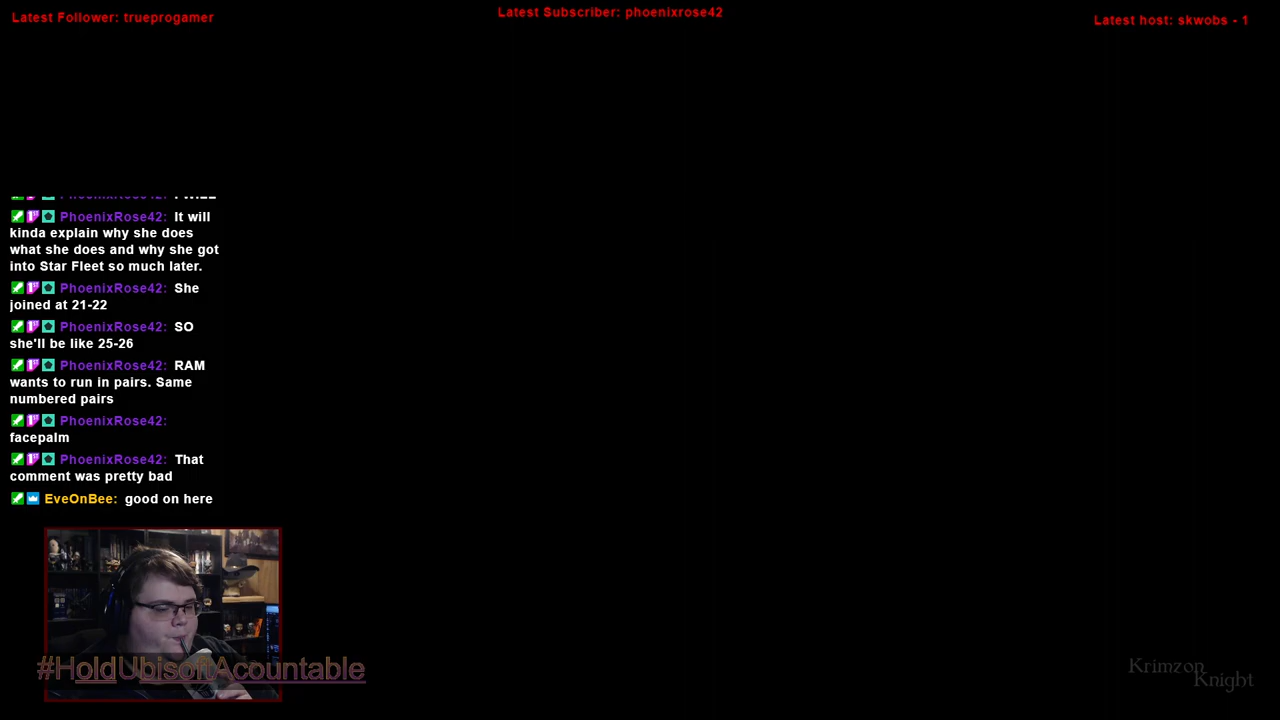 Latest Follower: trueprogamer
Latest Subscriber: phoenixrose42
Latest host: skwobs - 1
PhoenixRose42: I WILL
PhoenixRose42: It will
kinda explain why she does
what she does and why she got
into Star Fleet so much later.
PhoenixRose42: She
joined at 21-22
PhoenixRose42: SO
she'll be like 25-26
PhoenixRose42: RAM
wants to run in pairs. Same
numbered pairs
PhoenixRose42:
facepalm
PhoenixRose42: That
comment was pretty bad
EveOnBee: good on here
#HoldUbisoftAcountable
Krimzon
Knight